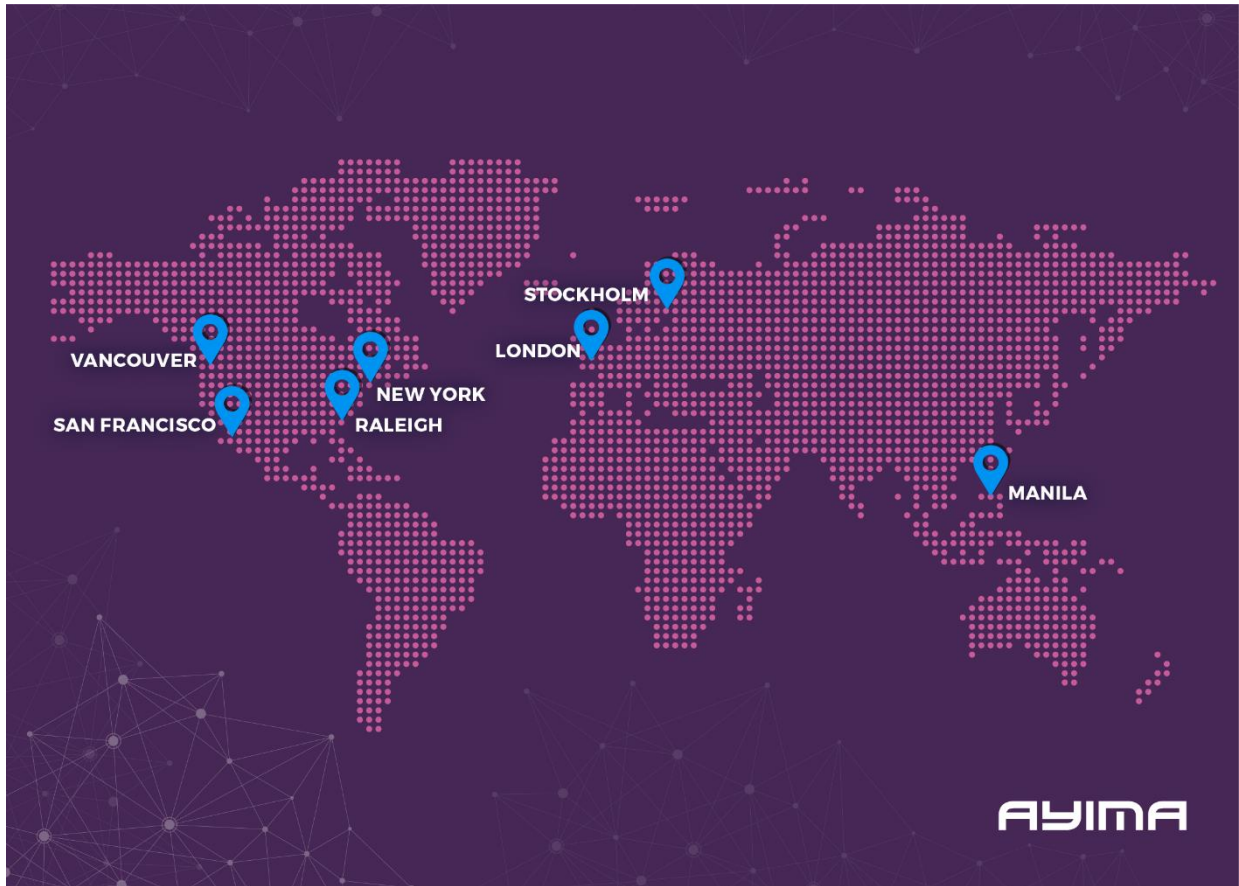 STOCKHOLM
VANCOUVER
LONDON
NEW YORK
SAN FRANCISCO
RALEIGH
MANILA
AYIMA